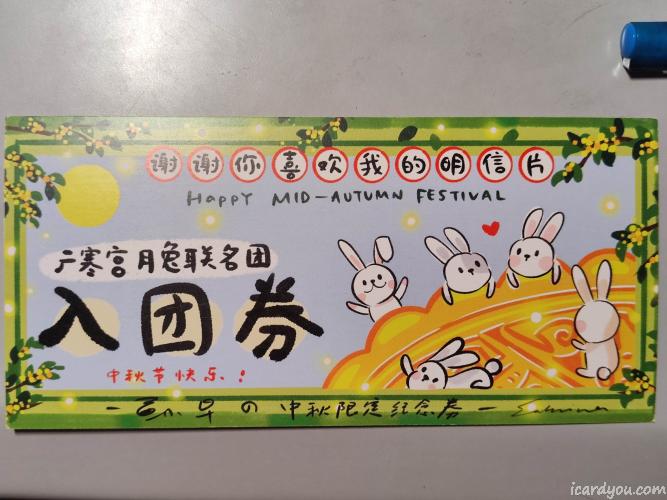 谢谢你喜欢我的明信片
HAPPY MID-AUTUMN FESTIVAL
广寒宫月兔联名团
入团券
中秋节快乐!
早の中秋限定纪念券
icardyou.com